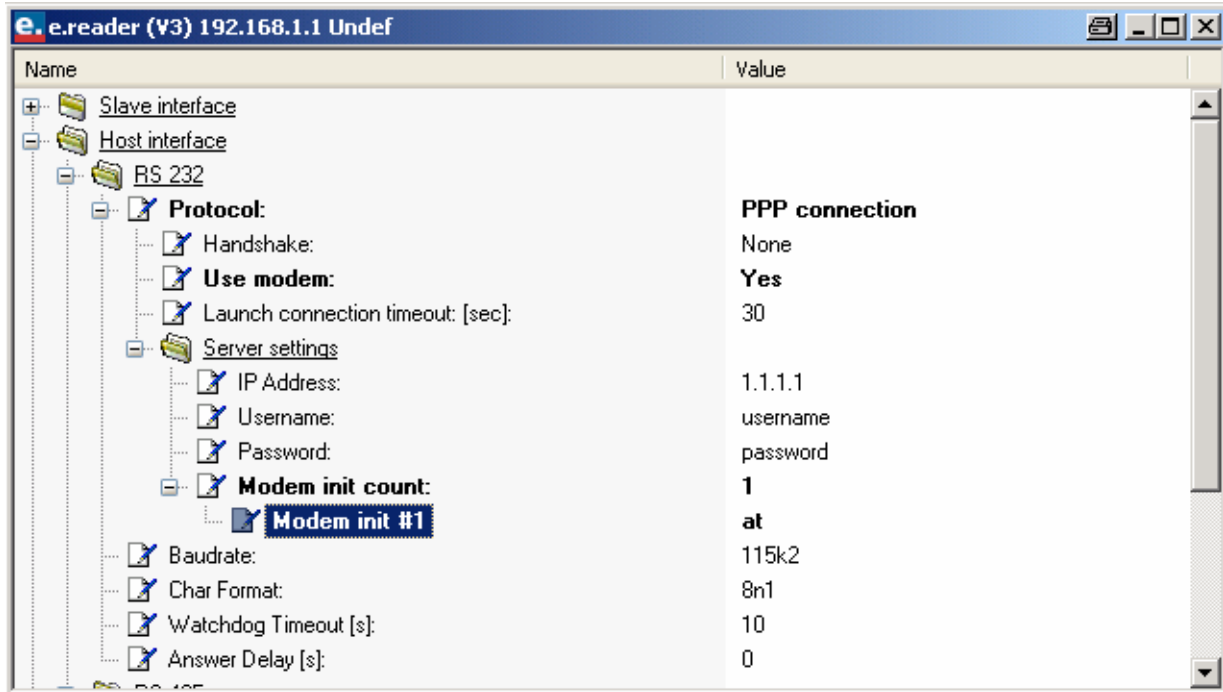 e. e.reader (V3) 192.168.1.1 Undef
Name Value
Slave interface
Host interface
RS 232
Protocol: PPP connection
Handshake: None
Use modem: Yes
Launch connection timeout: [sec]: 30
Server settings
IP Address: 1.1.1.1
Username: username
Password: password
Modem init count: 1
Modem init #1 at
Baudrate: 115k2
Char Format: 8n1
Watchdog Timeout [s]: 10
Answer Delay [s]: 0